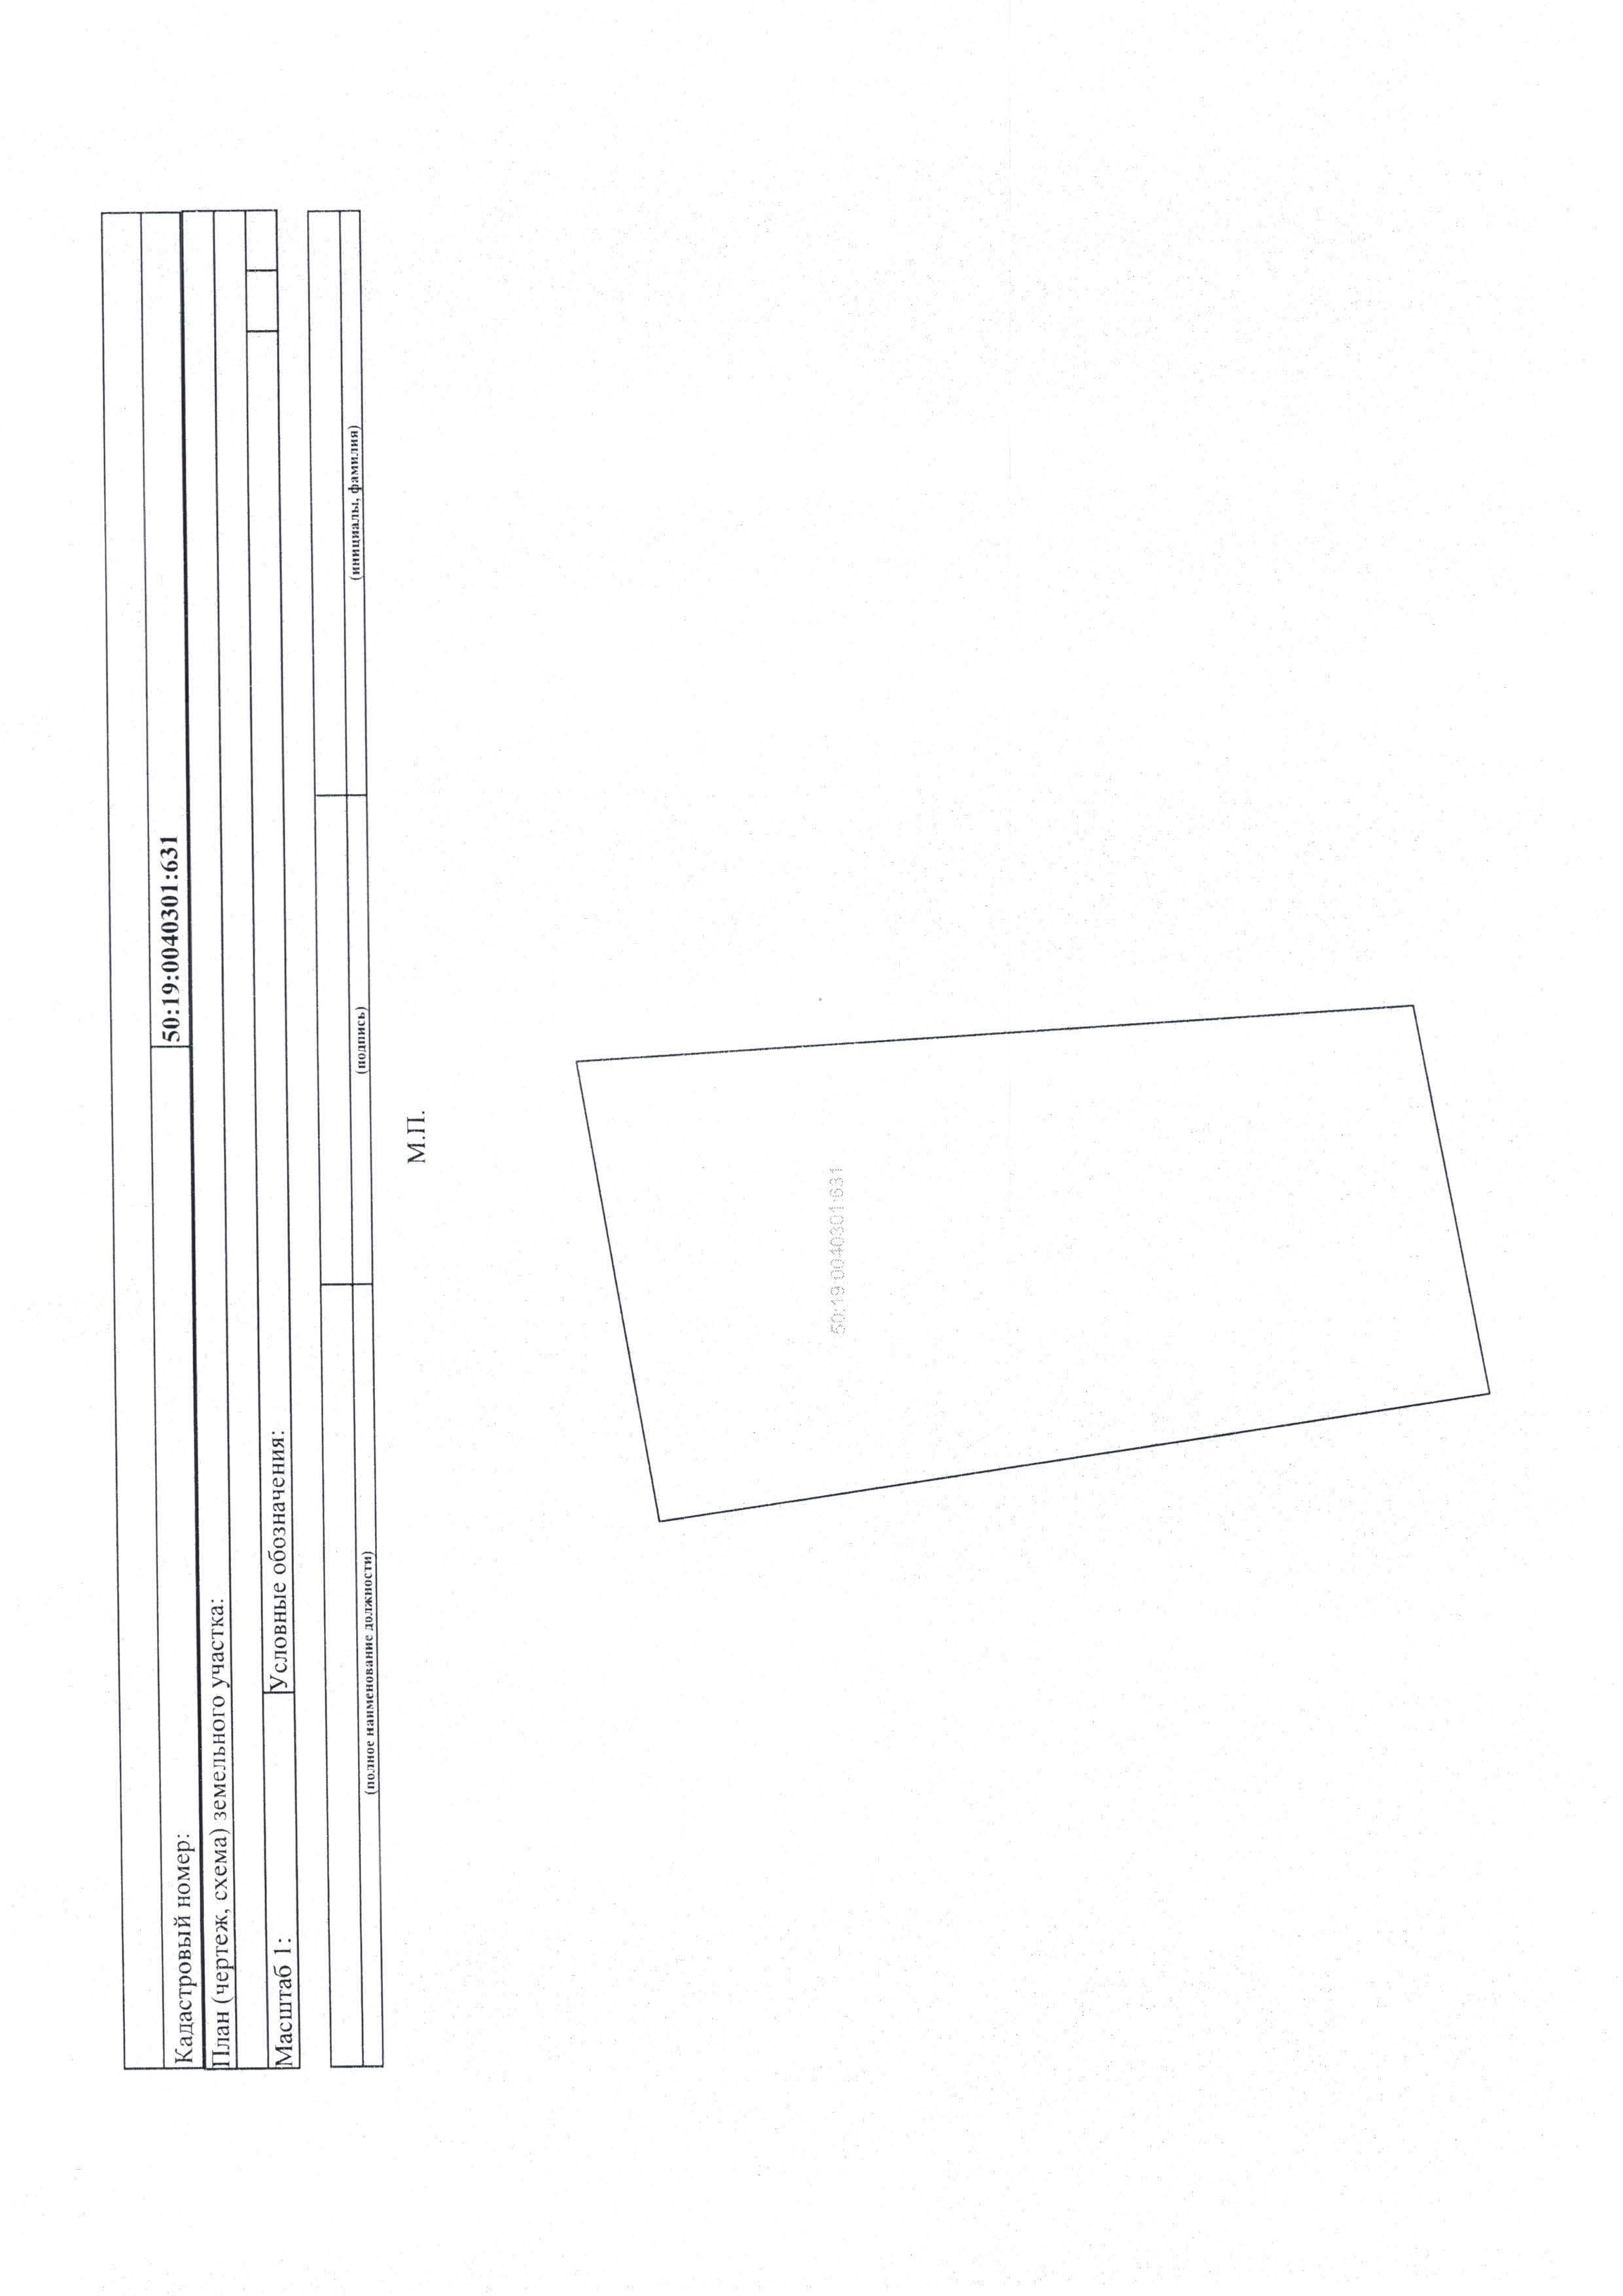 Кадастровый номер: 50:19:0040301:631
План (чертеж, схема) земельного участка:
Масштаб 1: Условные обозначения:
(полное наименование должности) (подпись) (инициалы, фамилия)
М.П.
50:19:0040301:631